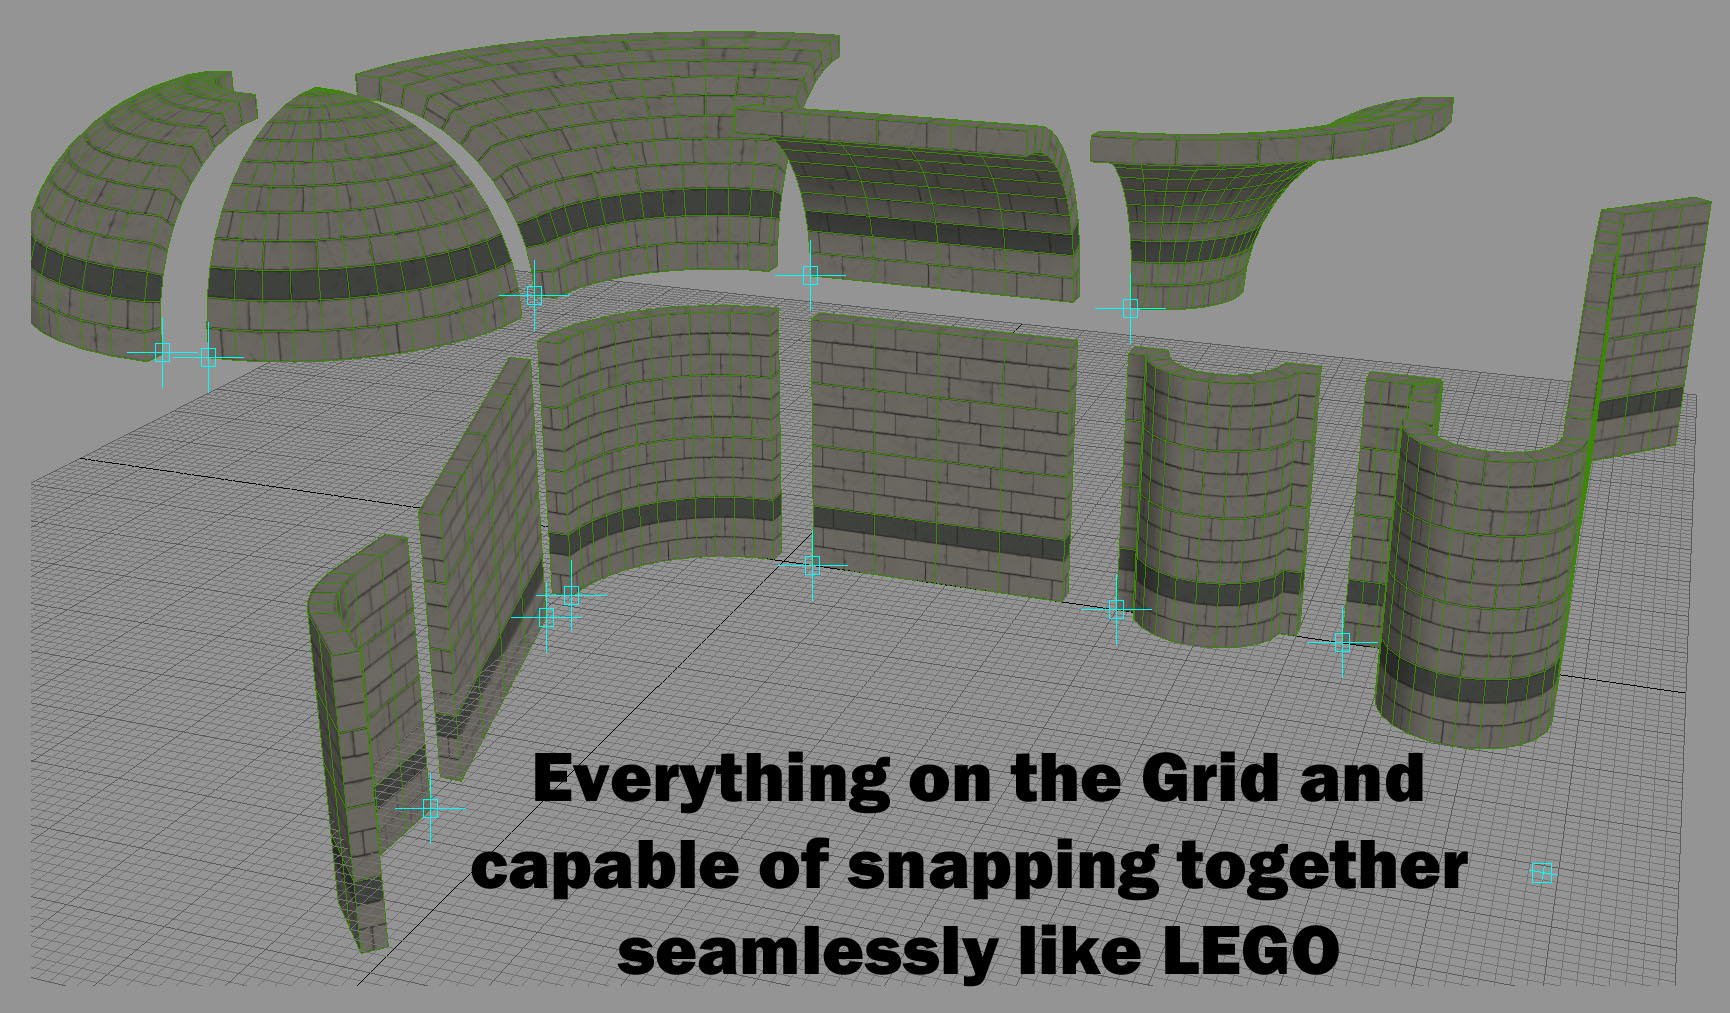 Everything on the Grid and
capable of snapping together
seamlessly like LEGO